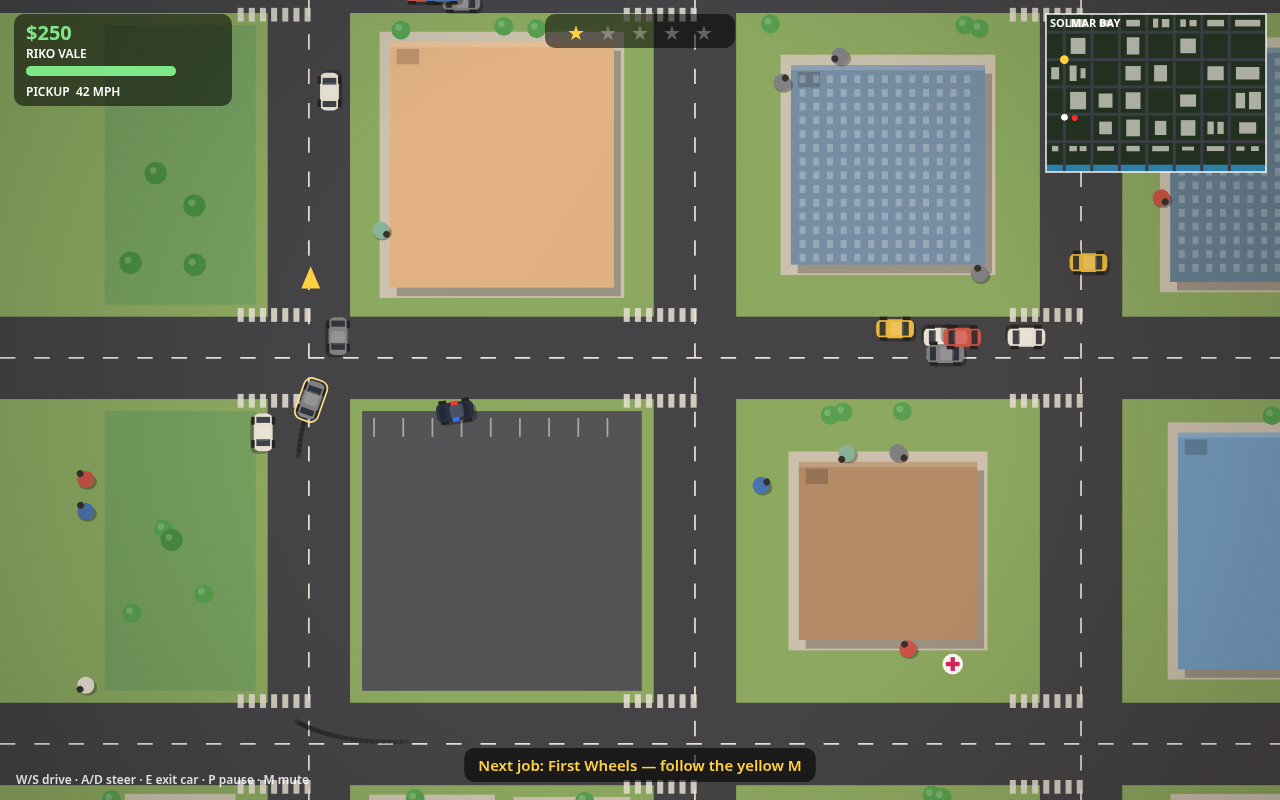 $250
RIKO VALE
PICKUP 42 MPH
SOLMAR BAY
Next job: First Wheels — follow the yellow M
W/S drive · A/D steer · E exit car · P pause · M mute